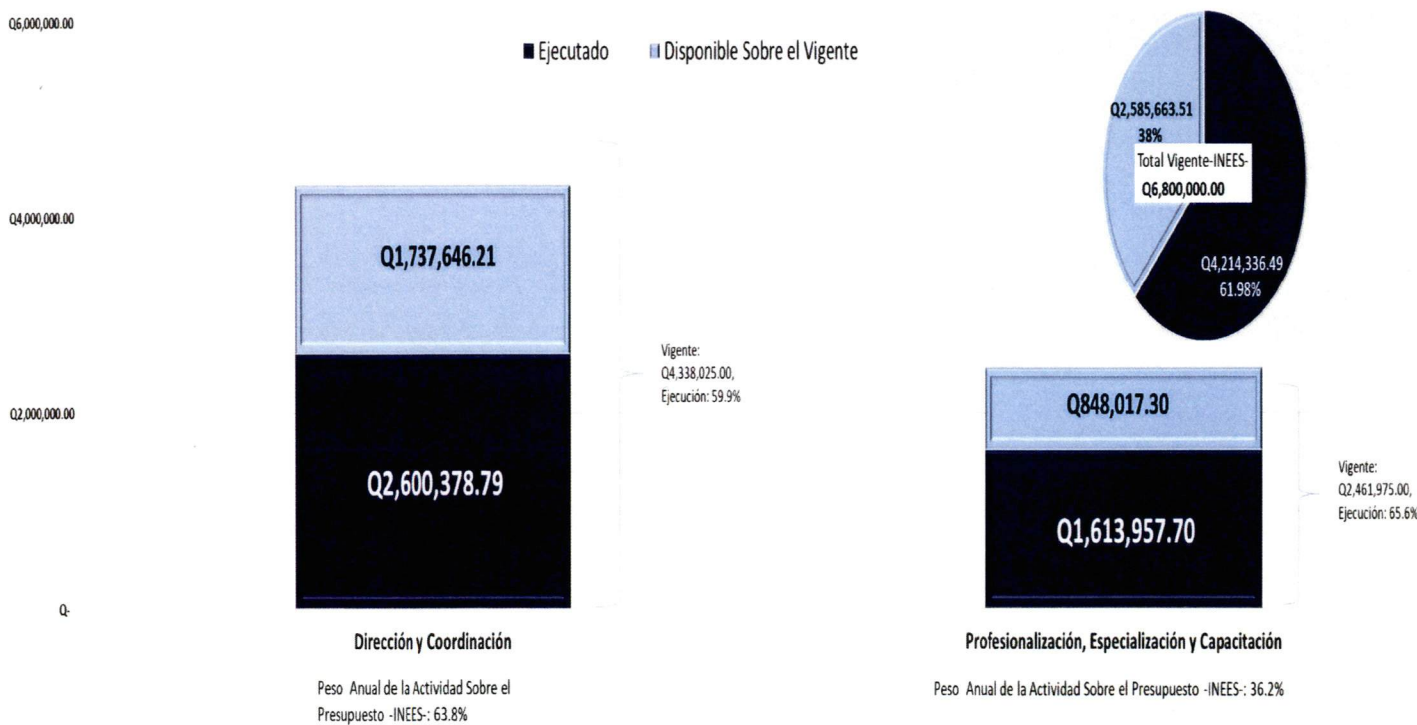 Q6,000,000.00
Q4,000,000.00
Q2,000,000.00
Q-
Ejecutado
Disponible Sobre el Vigente
Q1,737,646.21
Q2,600,378.79
Vigente:
Q4,338,025.00,
Ejecución: 59.9%
Dirección y Coordinación
Peso Anual de la Actividad Sobre el
Presupuesto -INEES-: 63.8%
Q2,585,663.51
38%
Total Vigente-INEES-
Q6,800,000.00
Q4,214,336.49
61.98%
Q848,017.30
Q1,613,957.70
Vigente:
Q2,461,975.00,
Ejecución: 65.6%
Profesionalización, Especialización y Capacitación
Peso Anual de la Actividad Sobre el Presupuesto -INEES-: 36.2%